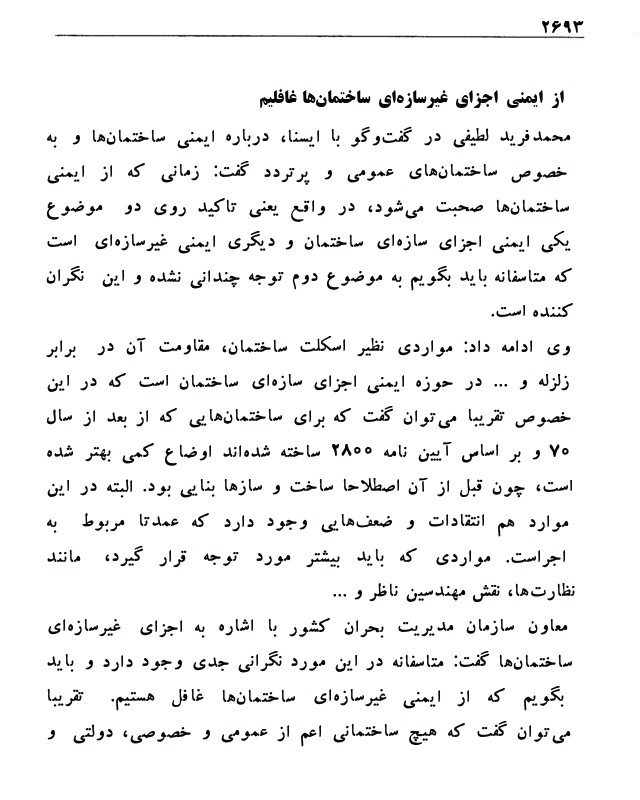 ۲۶۹۳
از ایمنی اجزای غیرسازه‌ای ساختمان‌ها غافلیم
محمدفرید لطیفی در گفت‌وگو با ایسنا، درباره ایمنی ساختمان‌ها و به
خصوص ساختمان‌های عمومی و پرتردد گفت: زمانی که از ایمنی
ساختمان‌ها صحبت می‌شود، در واقع یعنی تاکید روی دو موضوع
یکی ایمنی اجزای سازه‌ای ساختمان و دیگری ایمنی غیرسازه‌ای است
که متاسفانه باید بگویم به موضوع دوم توجه چندانی نشده و این نگران
کننده است.
وی ادامه داد: مواردی نظیر اسکلت ساختمان، مقاومت آن در برابر
زلزله و ... در حوزه ایمنی اجزای سازه‌ای ساختمان است که در این
خصوص تقریبا می‌توان گفت که برای ساختمان‌هایی که از بعد از سال
۷۰ و بر اساس آیین نامه ۲۸۰۰ ساخته شده‌اند اوضاع کمی بهتر شده
است، چون قبل از آن اصطلاحا ساخت و سازها بنایی بود. البته در این
موارد هم انتقادات و ضعف‌هایی وجود دارد که عمدتا مربوط به
اجراست. مواردی که باید بیشتر مورد توجه قرار گیرد، مانند
نظارت‌ها، نقش مهندسین ناظر و ...
معاون سازمان مدیریت بحران کشور با اشاره به اجزای غیرسازه‌ای
ساختمان‌ها گفت: متاسفانه در این مورد نگرانی جدی وجود دارد و باید
بگویم که از ایمنی غیرسازه‌ای ساختمان‌ها غافل هستیم. تقریبا
می‌توان گفت که هیچ ساختمانی اعم از عمومی و خصوصی، دولتی و